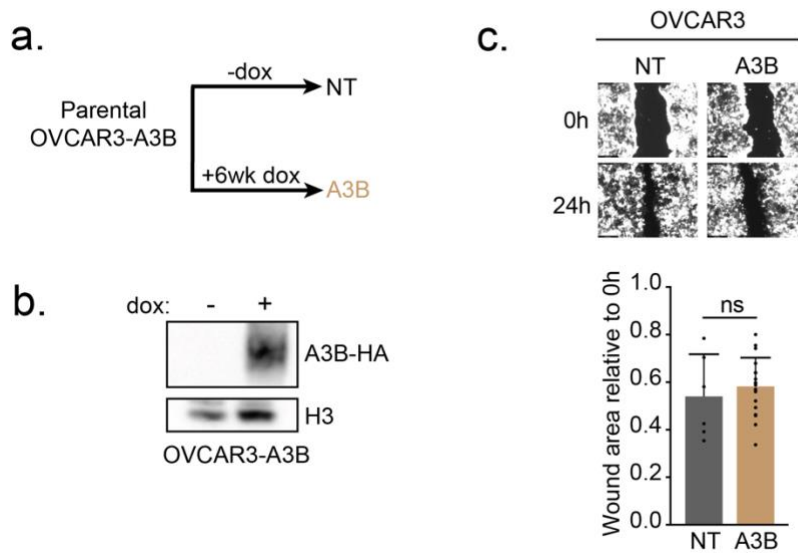 a.
Parental
OVCAR3-A3B
-dox
NT
+6wk dox
A3B
b.
dox: - +
A3B-HA
H3
OVCAR3-A3B
c.
OVCAR3
NT A3B
0h
24h
Wound area relative to 0h
1.0
0.8
0.6
0.4
0.2
0.0
ns
NT A3B